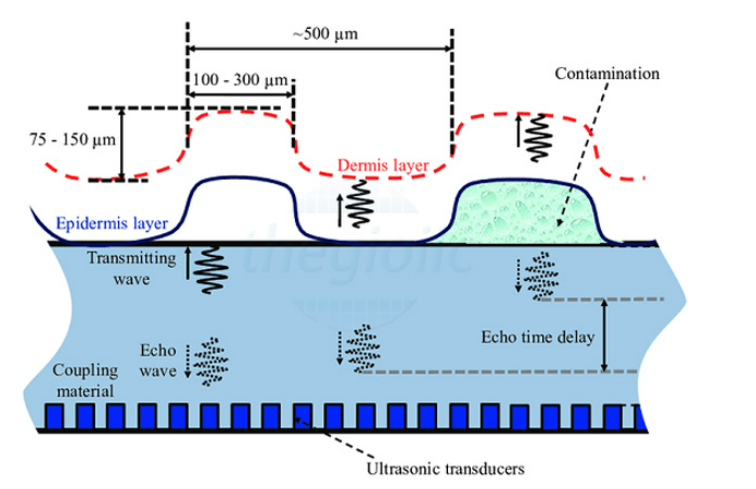 ~500 µm
100 - 300 µm
Contamination
75 - 150 µm
Dermis layer
Epidermis layer
Transmitting
wave
thegioiic
Echo time delay
Echo
wave
Coupling
material
Ultrasonic transducers